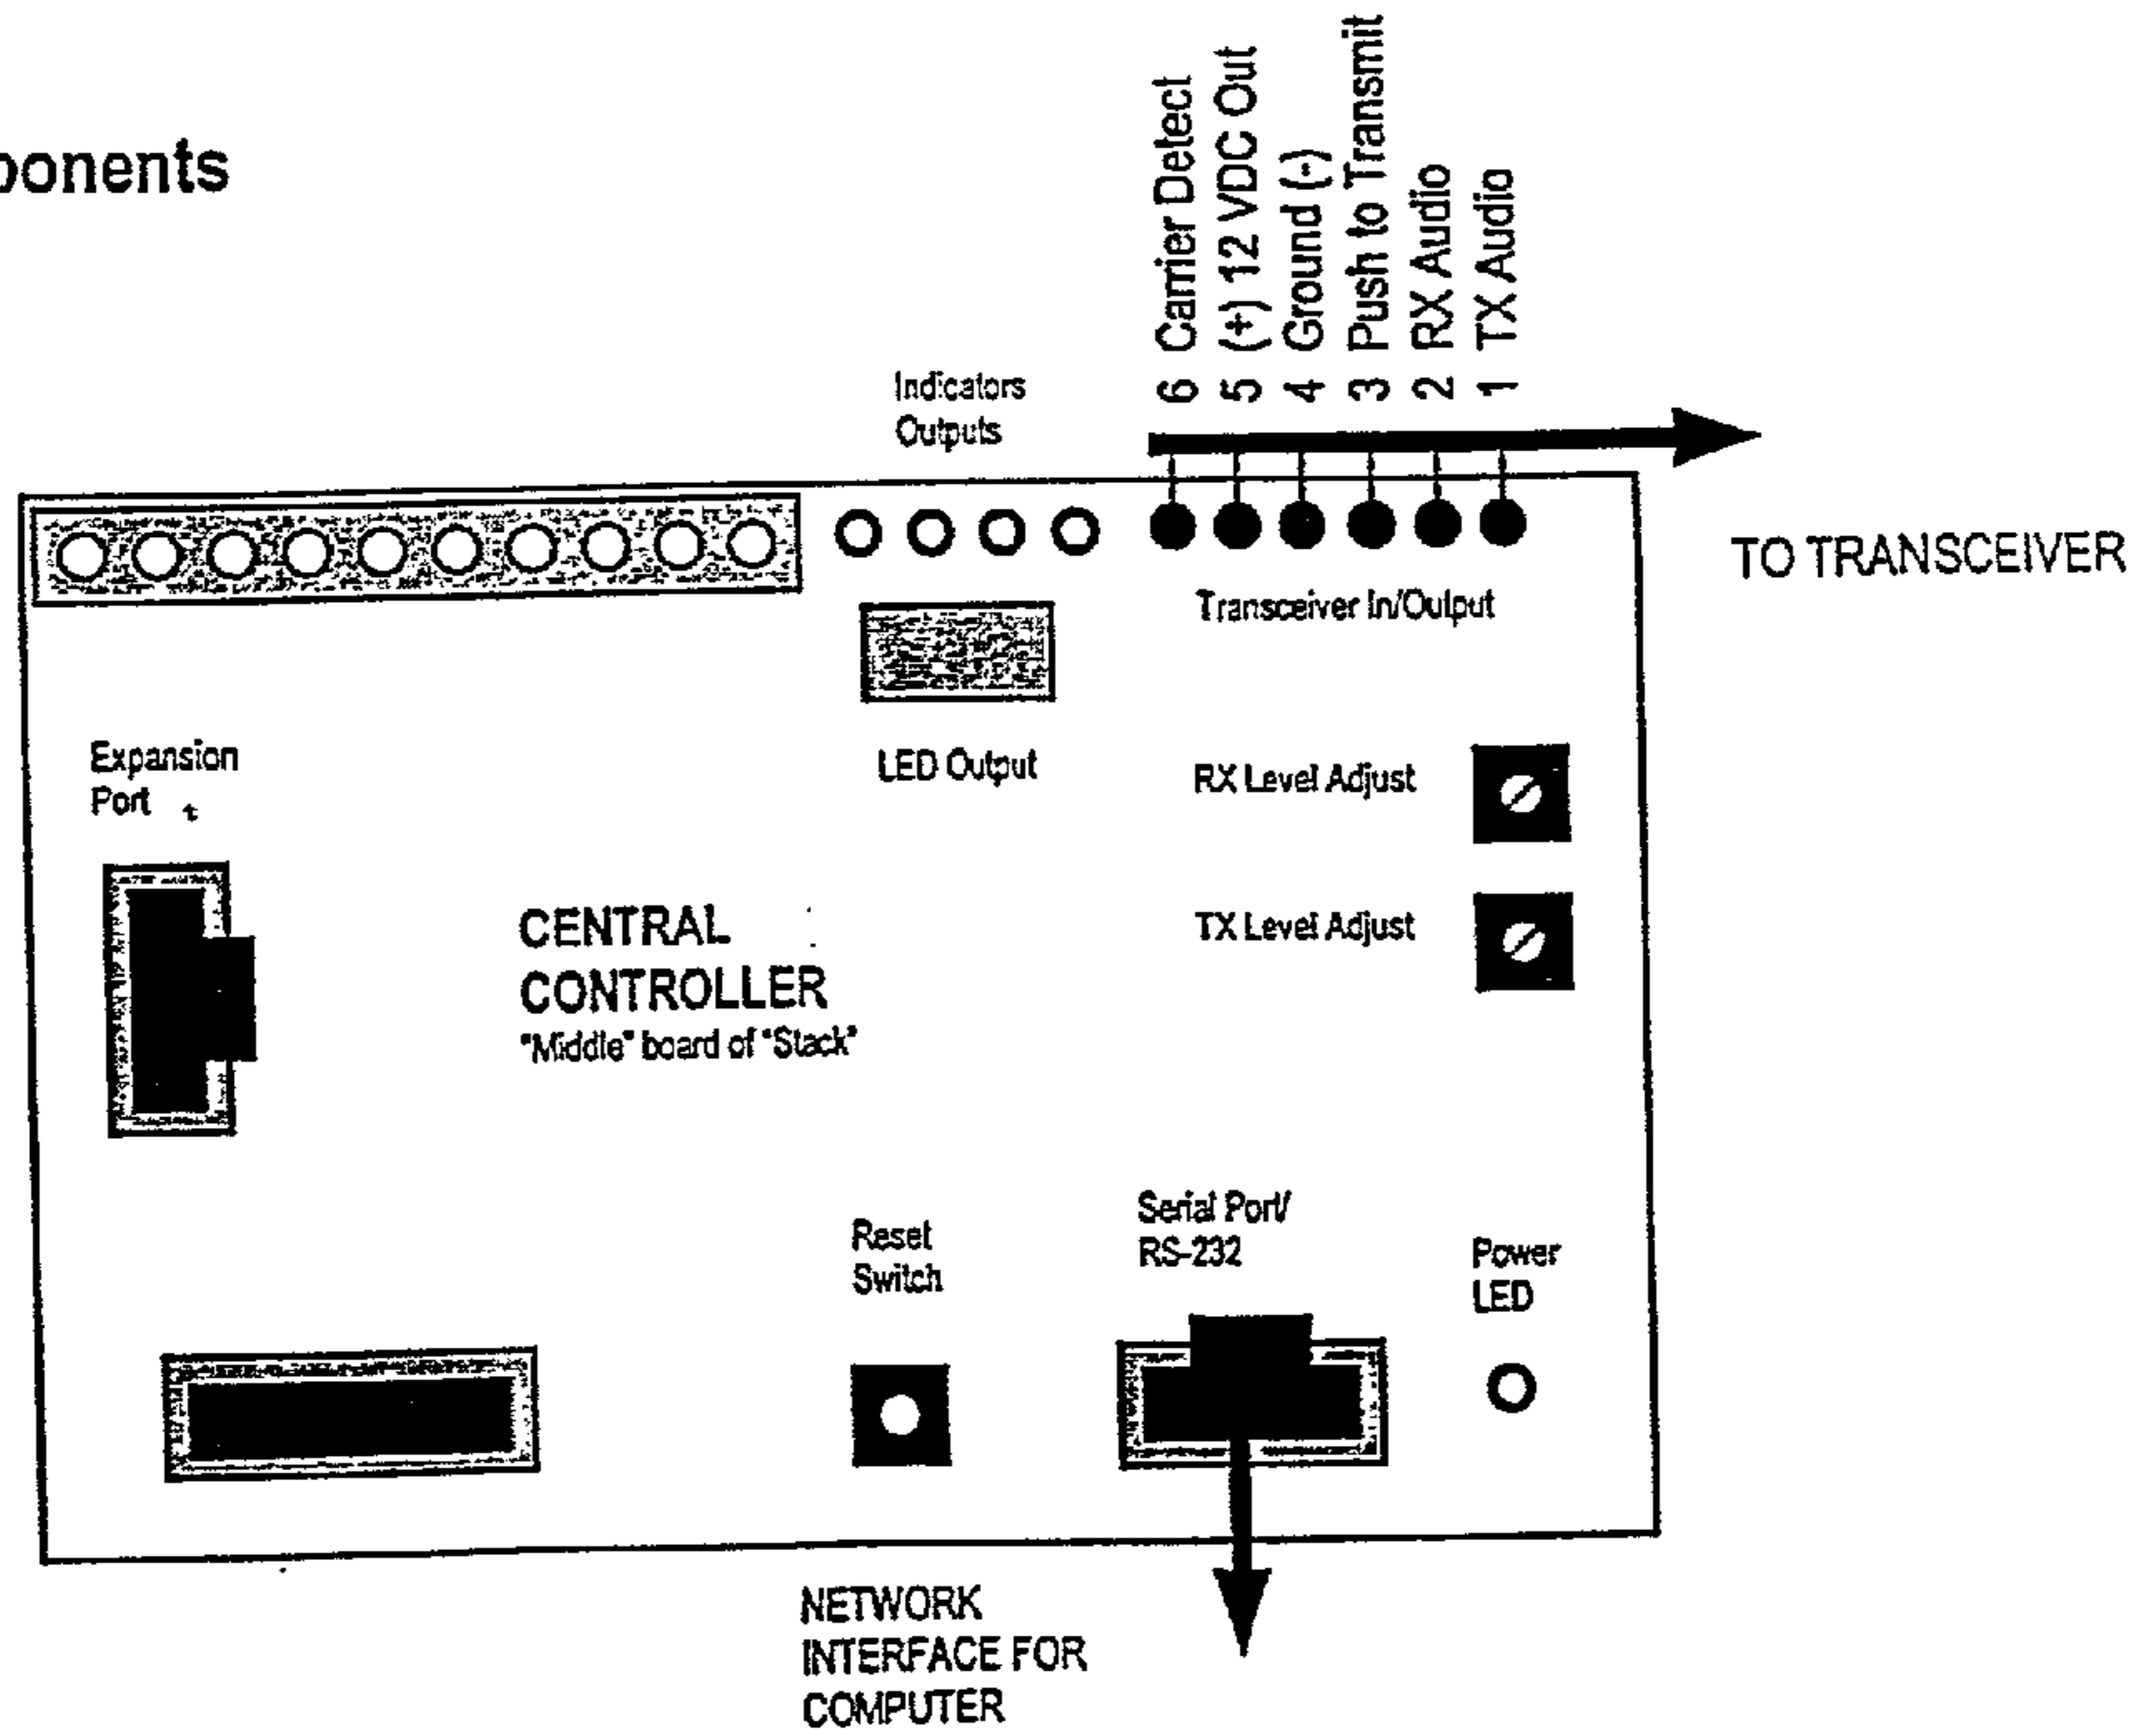 ponents
6 Carrier Detect
5 (+) 12 VDC Out
4 Ground (-)
3 Push to Transmit
2 RX Audio
1 TX Audio
Indicators
Outputs
TO TRANSCEIVER
Transceiver In/Output
Expansion
Port
LED Output
RX Level Adjust
TX Level Adjust
CENTRAL
CONTROLLER
"Middle" board of "Stack"
Reset
Switch
Serial Port/
RS-232
Power
LED
NETWORK
INTERFACE FOR
COMPUTER